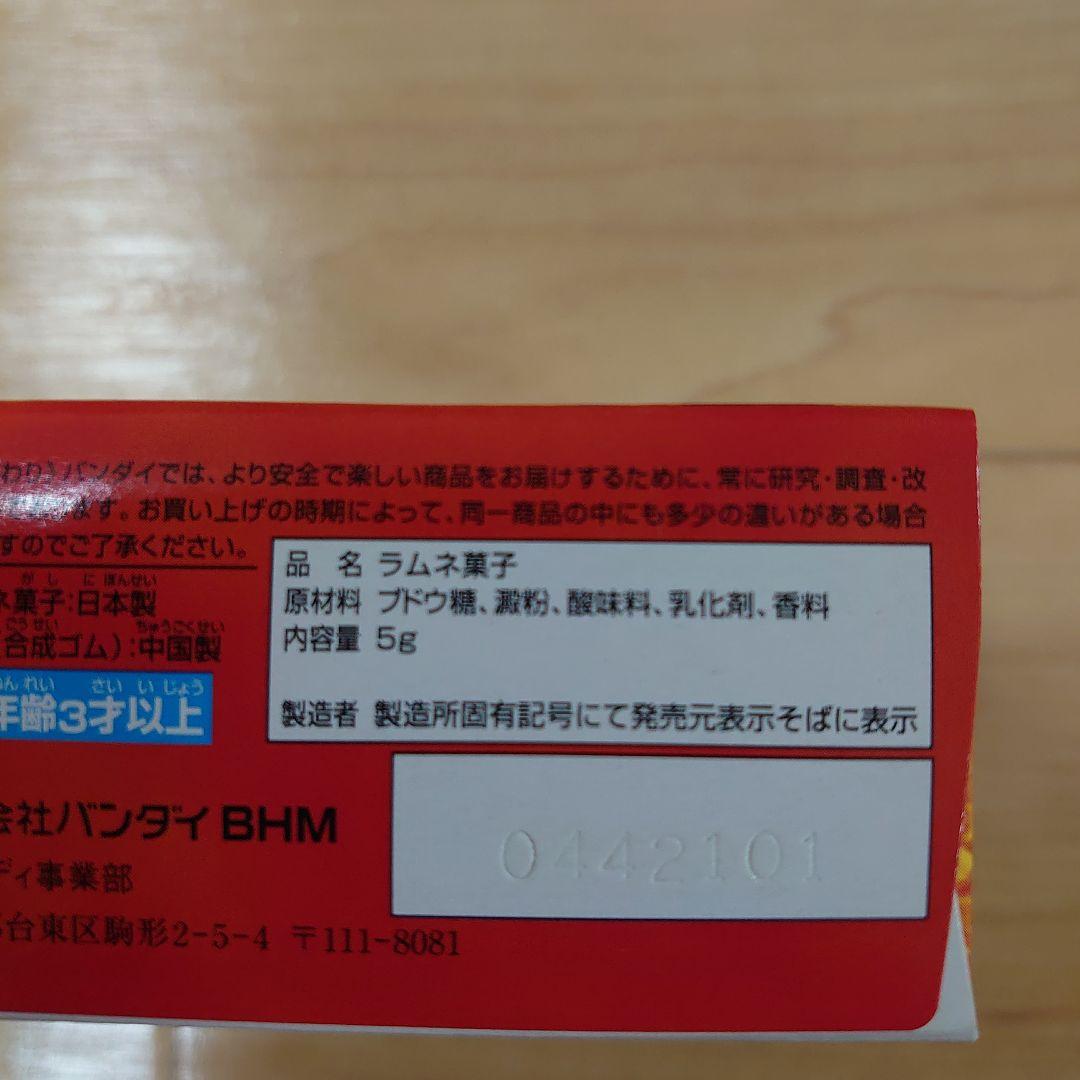 わり》バンダイでは、より安全で楽しい商品をお届けするために、常に研究・調査・改
ます。お買い上げの時期によって、同一商品の中にも多少の違いがある場合
すのでご了承ください。
がし にほんせい
ネ菓子:日本製
ごうせい ちゅうごくせい
(合成ゴム):中国製
んれい さい いじょう
年齢3才以上
品 名 ラムネ菓子
原材料 ブドウ糖、澱粉、酸味料、乳化剤、香料
内容量 5g
製造者 製造所固有記号にて発売元表示そばに表示
会社バンダイ BHM
ディ事業部
台東区駒形2-5-4 〒111-8081
0442101